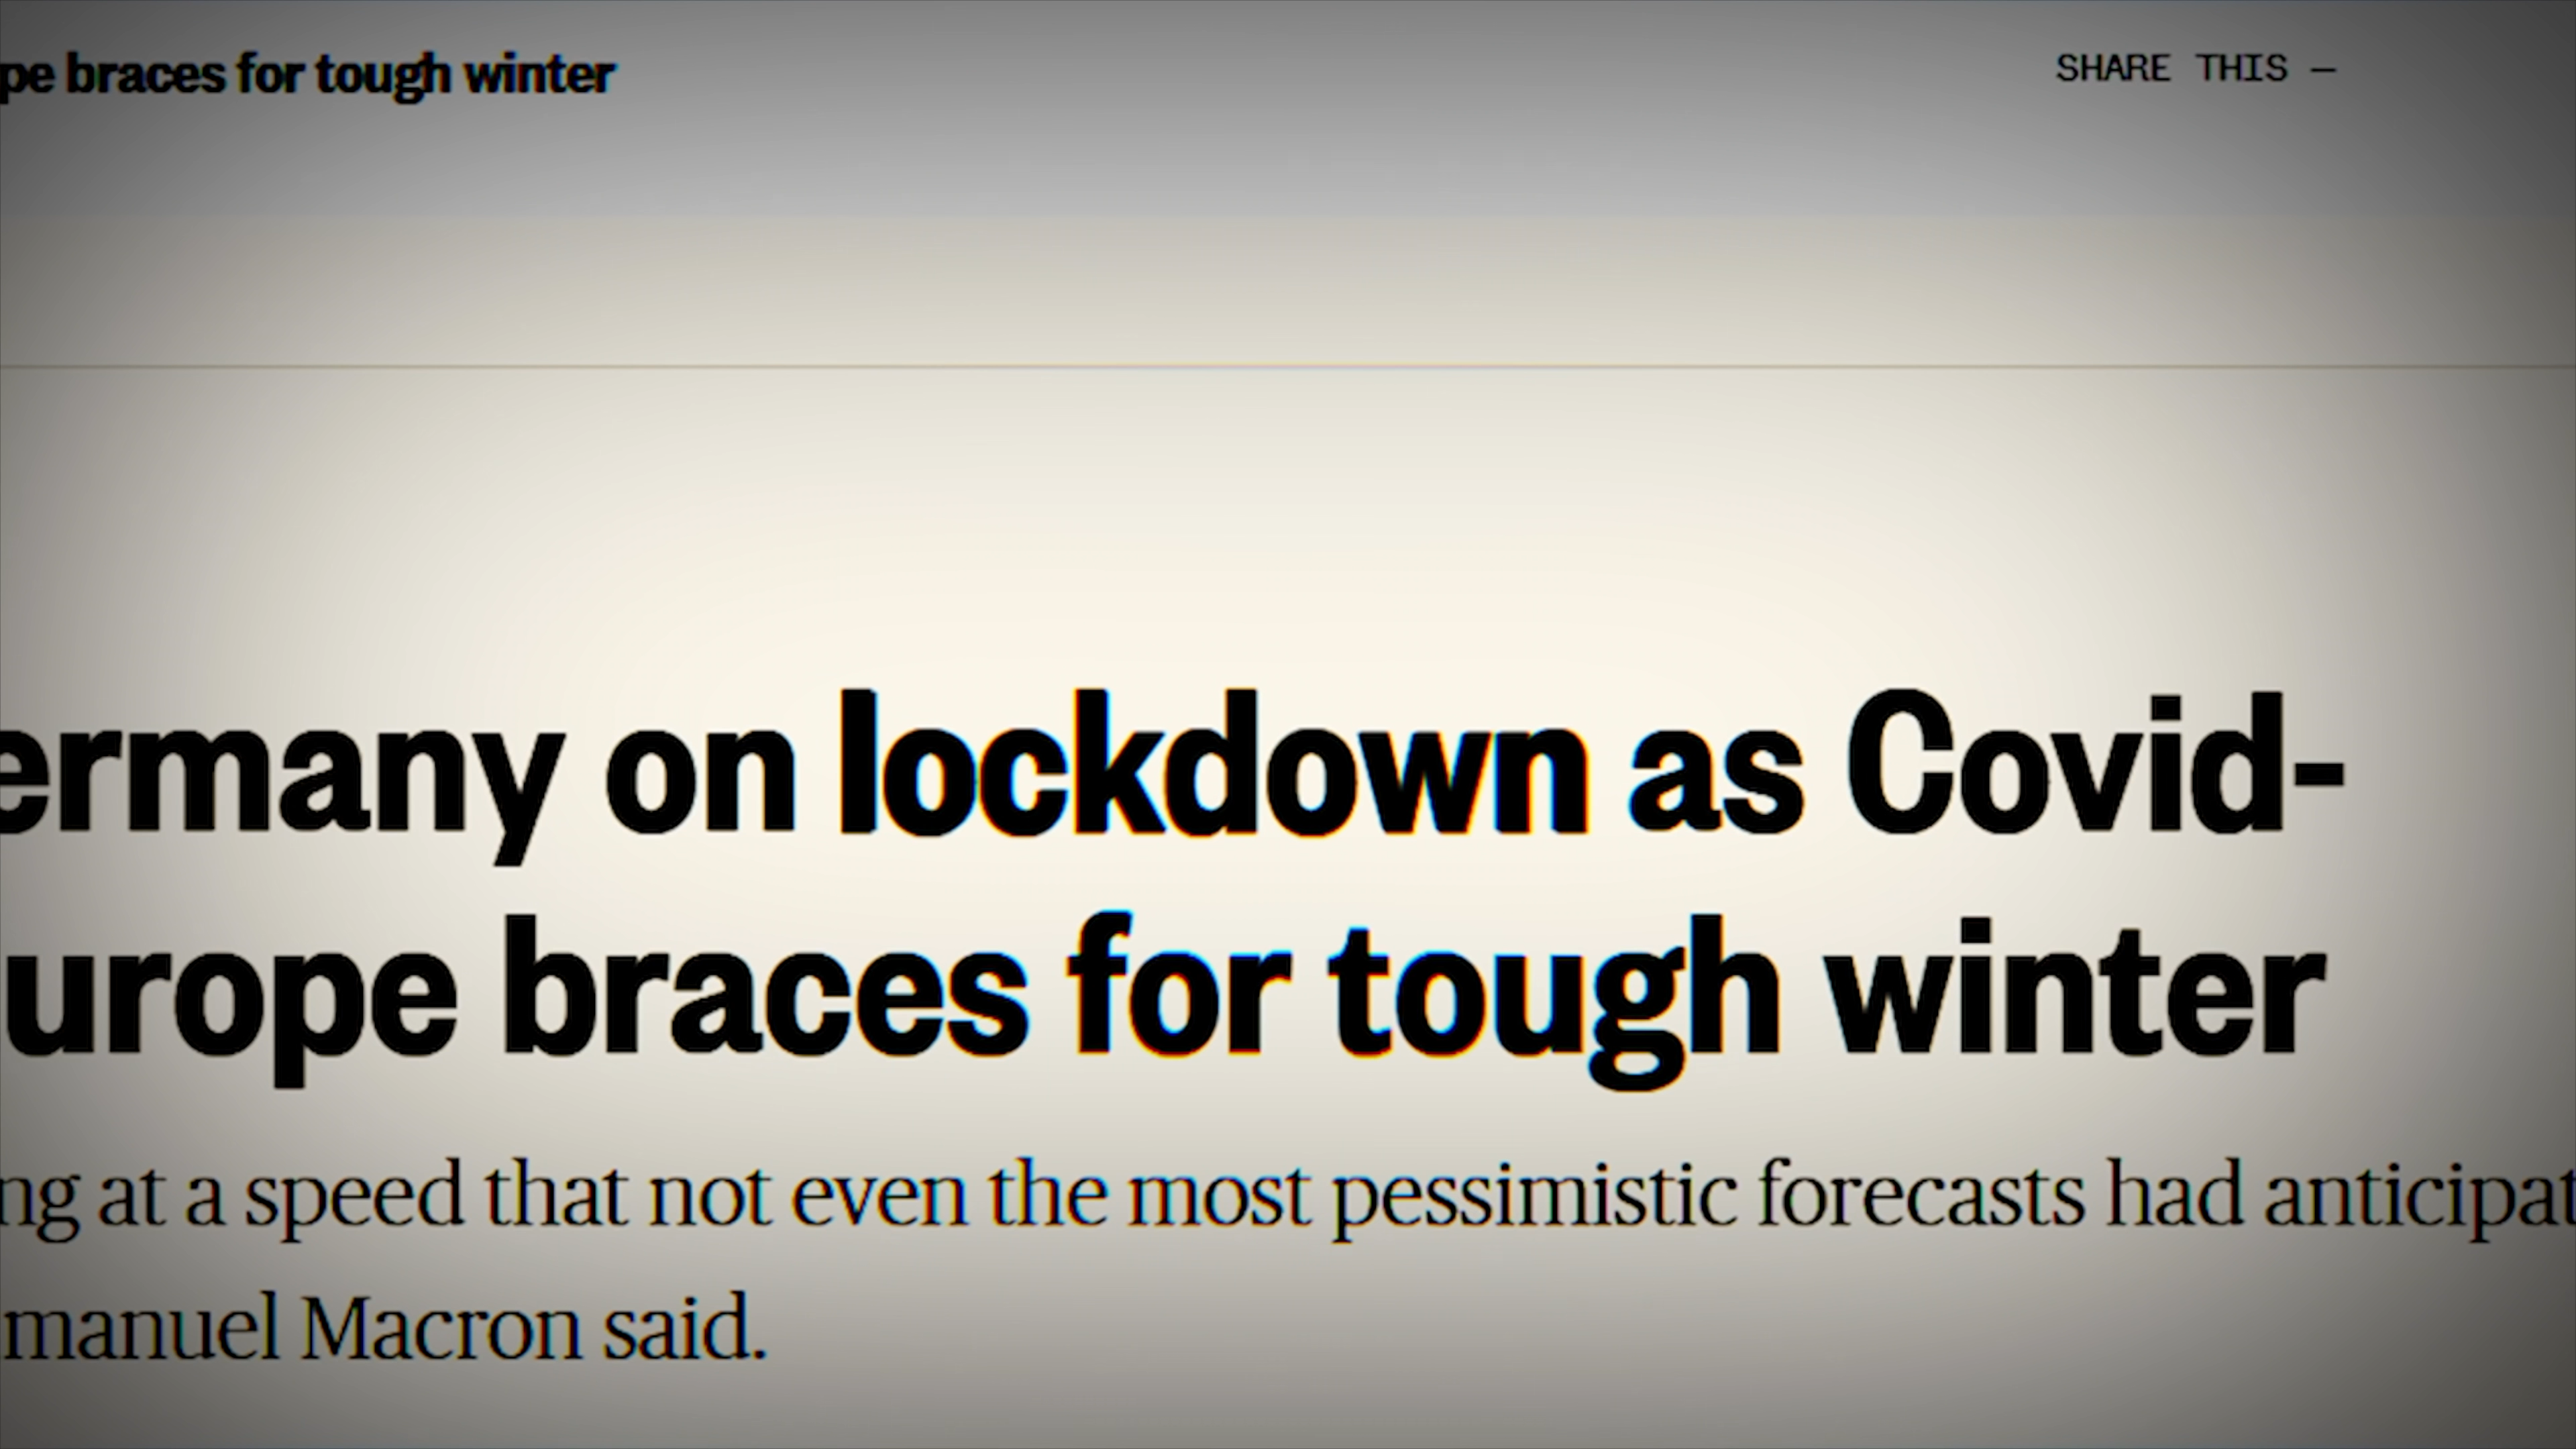 pe braces for tough winter
SHARE THIS —
ermany on lockdown as Covid-
urope braces for tough winter
ng at a speed that not even the most pessimistic forecasts had anticipat
manuel Macron said.